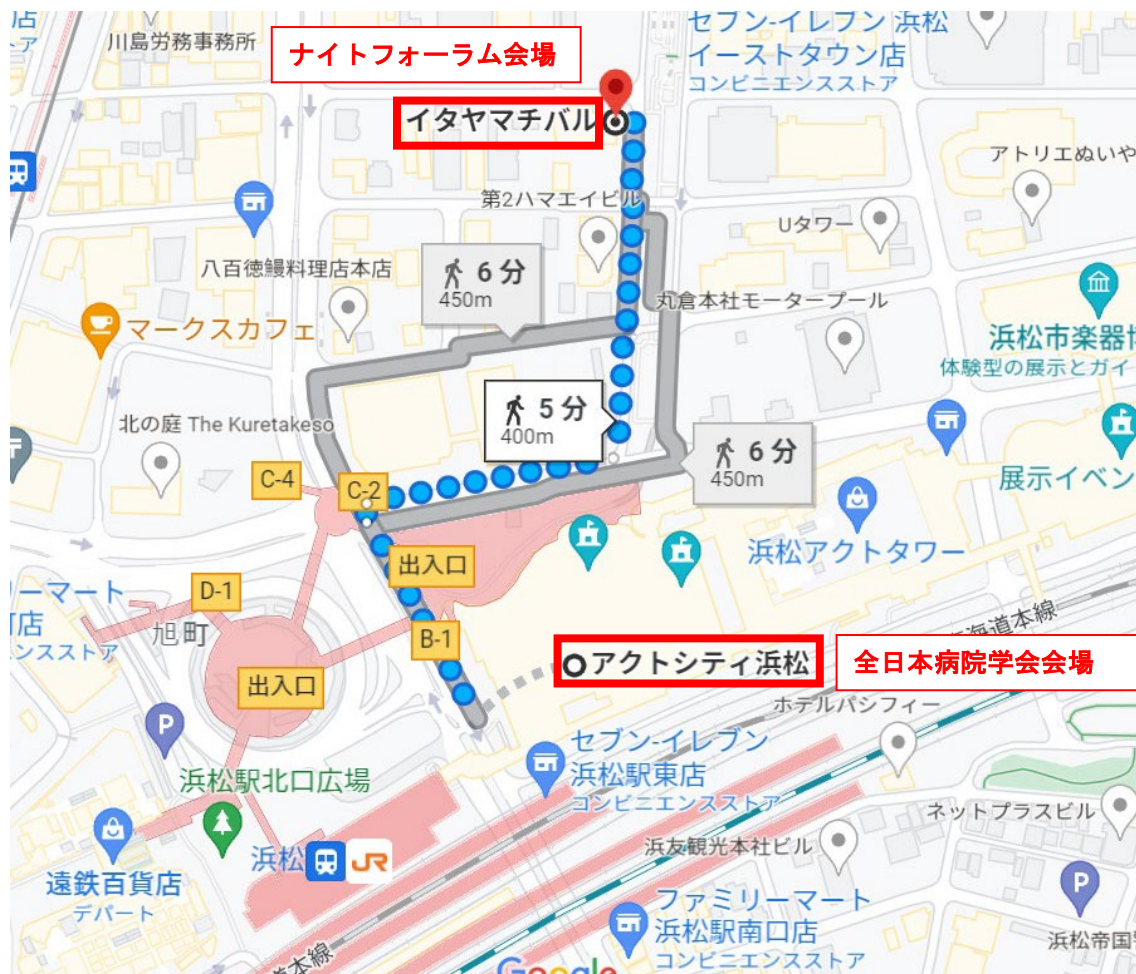 店
ア
川島労務事務所
ナイトフォーラム会場
セブン-イレブン 浜松
イーストタウン店
コンビニエンスストア
イタヤマチバル
アトリエぬいや
第2ハマエイビル
Uタワー
八百徳鰻料理店本店
6 分
450m
丸倉本社モータープール
マークスカフェ
浜松市楽器博
体験型の展示とガイ
5 分
400m
北の庭 The Kuretakeso
6 分
450m
展示イベン
C-4
C-2
浜松アクトタワー
出入口
リーマート
町店
ンスストア
D-1
旭町
B-1
アクトシティ浜松
全日本病院学会会場
海道本線
出入口
ホテルパシフィー
P
セブン-イレブン
浜松駅東店
コンビニエンスストア
浜松駅北口広場
ネットプラスビル
浜友観光本社ビル
浜松
JR
遠鉄百貨店
デパート
P
ファミリーマート
浜松駅南口店
コンビニエンスストア
浜松帝国
本線
Google